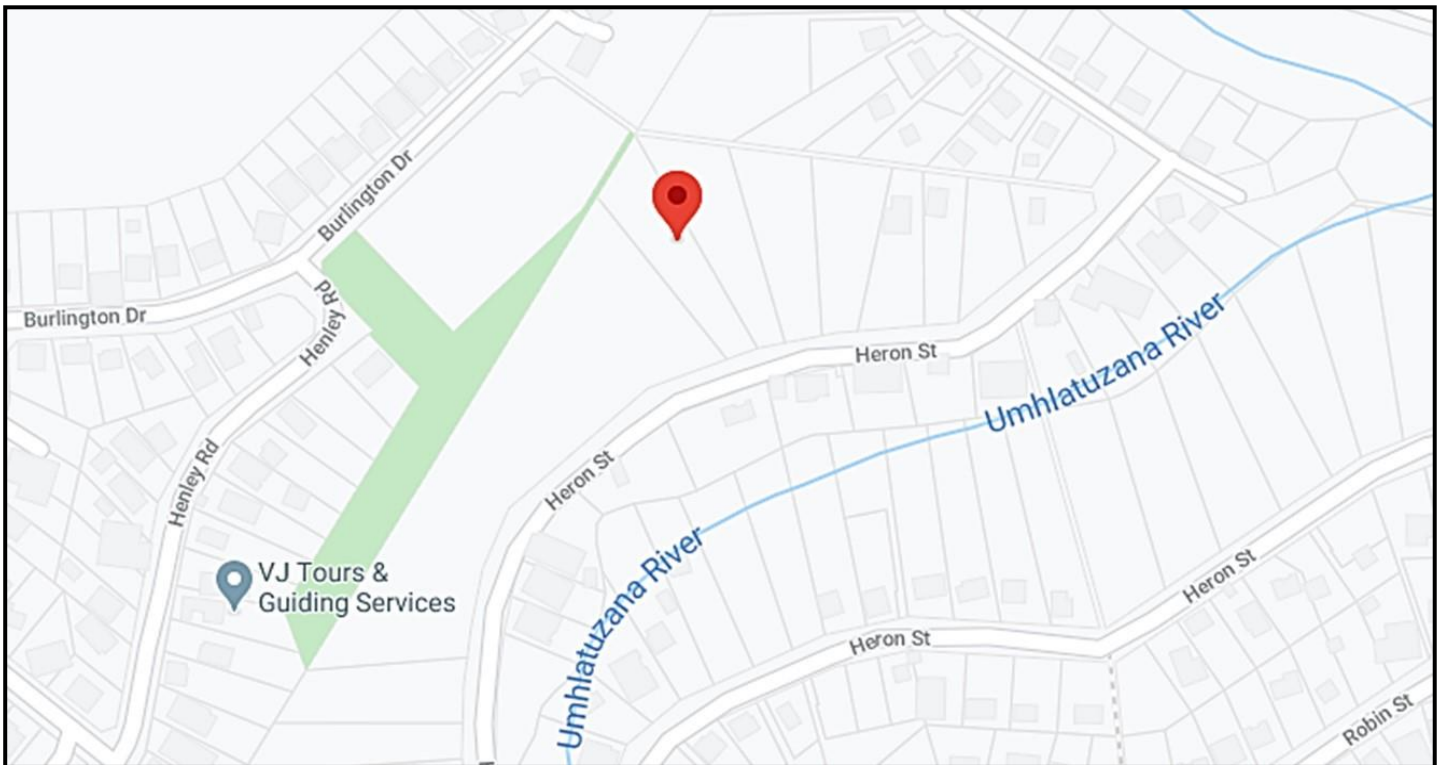 Burlington Dr
Burlington Dr
Henley Rd
Heron St
Umhlatuzana River
Henley Rd
Heron St
Umhlatuzana River
VJ Tours &
Guiding Services
Heron St
Heron St
Robin St